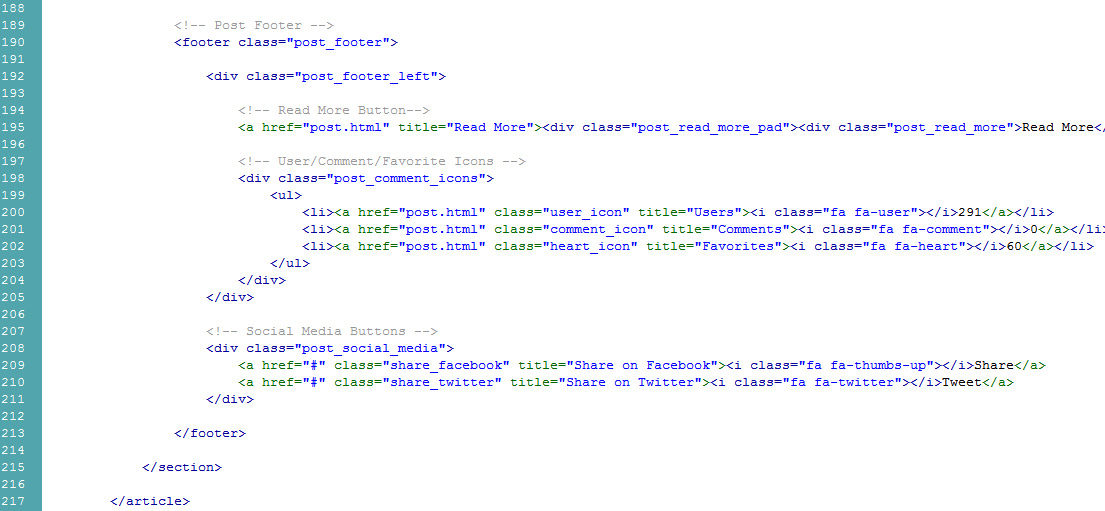 188
189 <!-- Post Footer -->
190 <footer class="post_footer">
191
192 <div class="post_footer_left">
193
194 <!-- Read More Button-->
195 <a href="post.html" title="Read More"><div class="post_read_more_pad"><div class="post_read_more">Read More</
196
197 <!-- User/Comment/Favorite Icons -->
198 <div class="post_comment_icons">
199 <ul>
200 <li><a href="post.html" class="user_icon" title="Users"><i class="fa fa-user"></i>291</a></li>
201 <li><a href="post.html" class="comment_icon" title="Comments"><i class="fa fa-comment"></i>0</a></li>
202 <li><a href="post.html" class="heart_icon" title="Favorites"><i class="fa fa-heart"></i>60</a></li>
203 </ul>
204 </div>
205 </div>
206
207 <!-- Social Media Buttons -->
208 <div class="post_social_media">
209 <a href="#" class="share_facebook" title="Share on Facebook"><i class="fa fa-thumbs-up"></i>Share</a>
210 <a href="#" class="share_twitter" title="Share on Twitter"><i class="fa fa-twitter"></i>Tweet</a>
211 </div>
212
213 </footer>
214
215 </section>
216
217 </article>